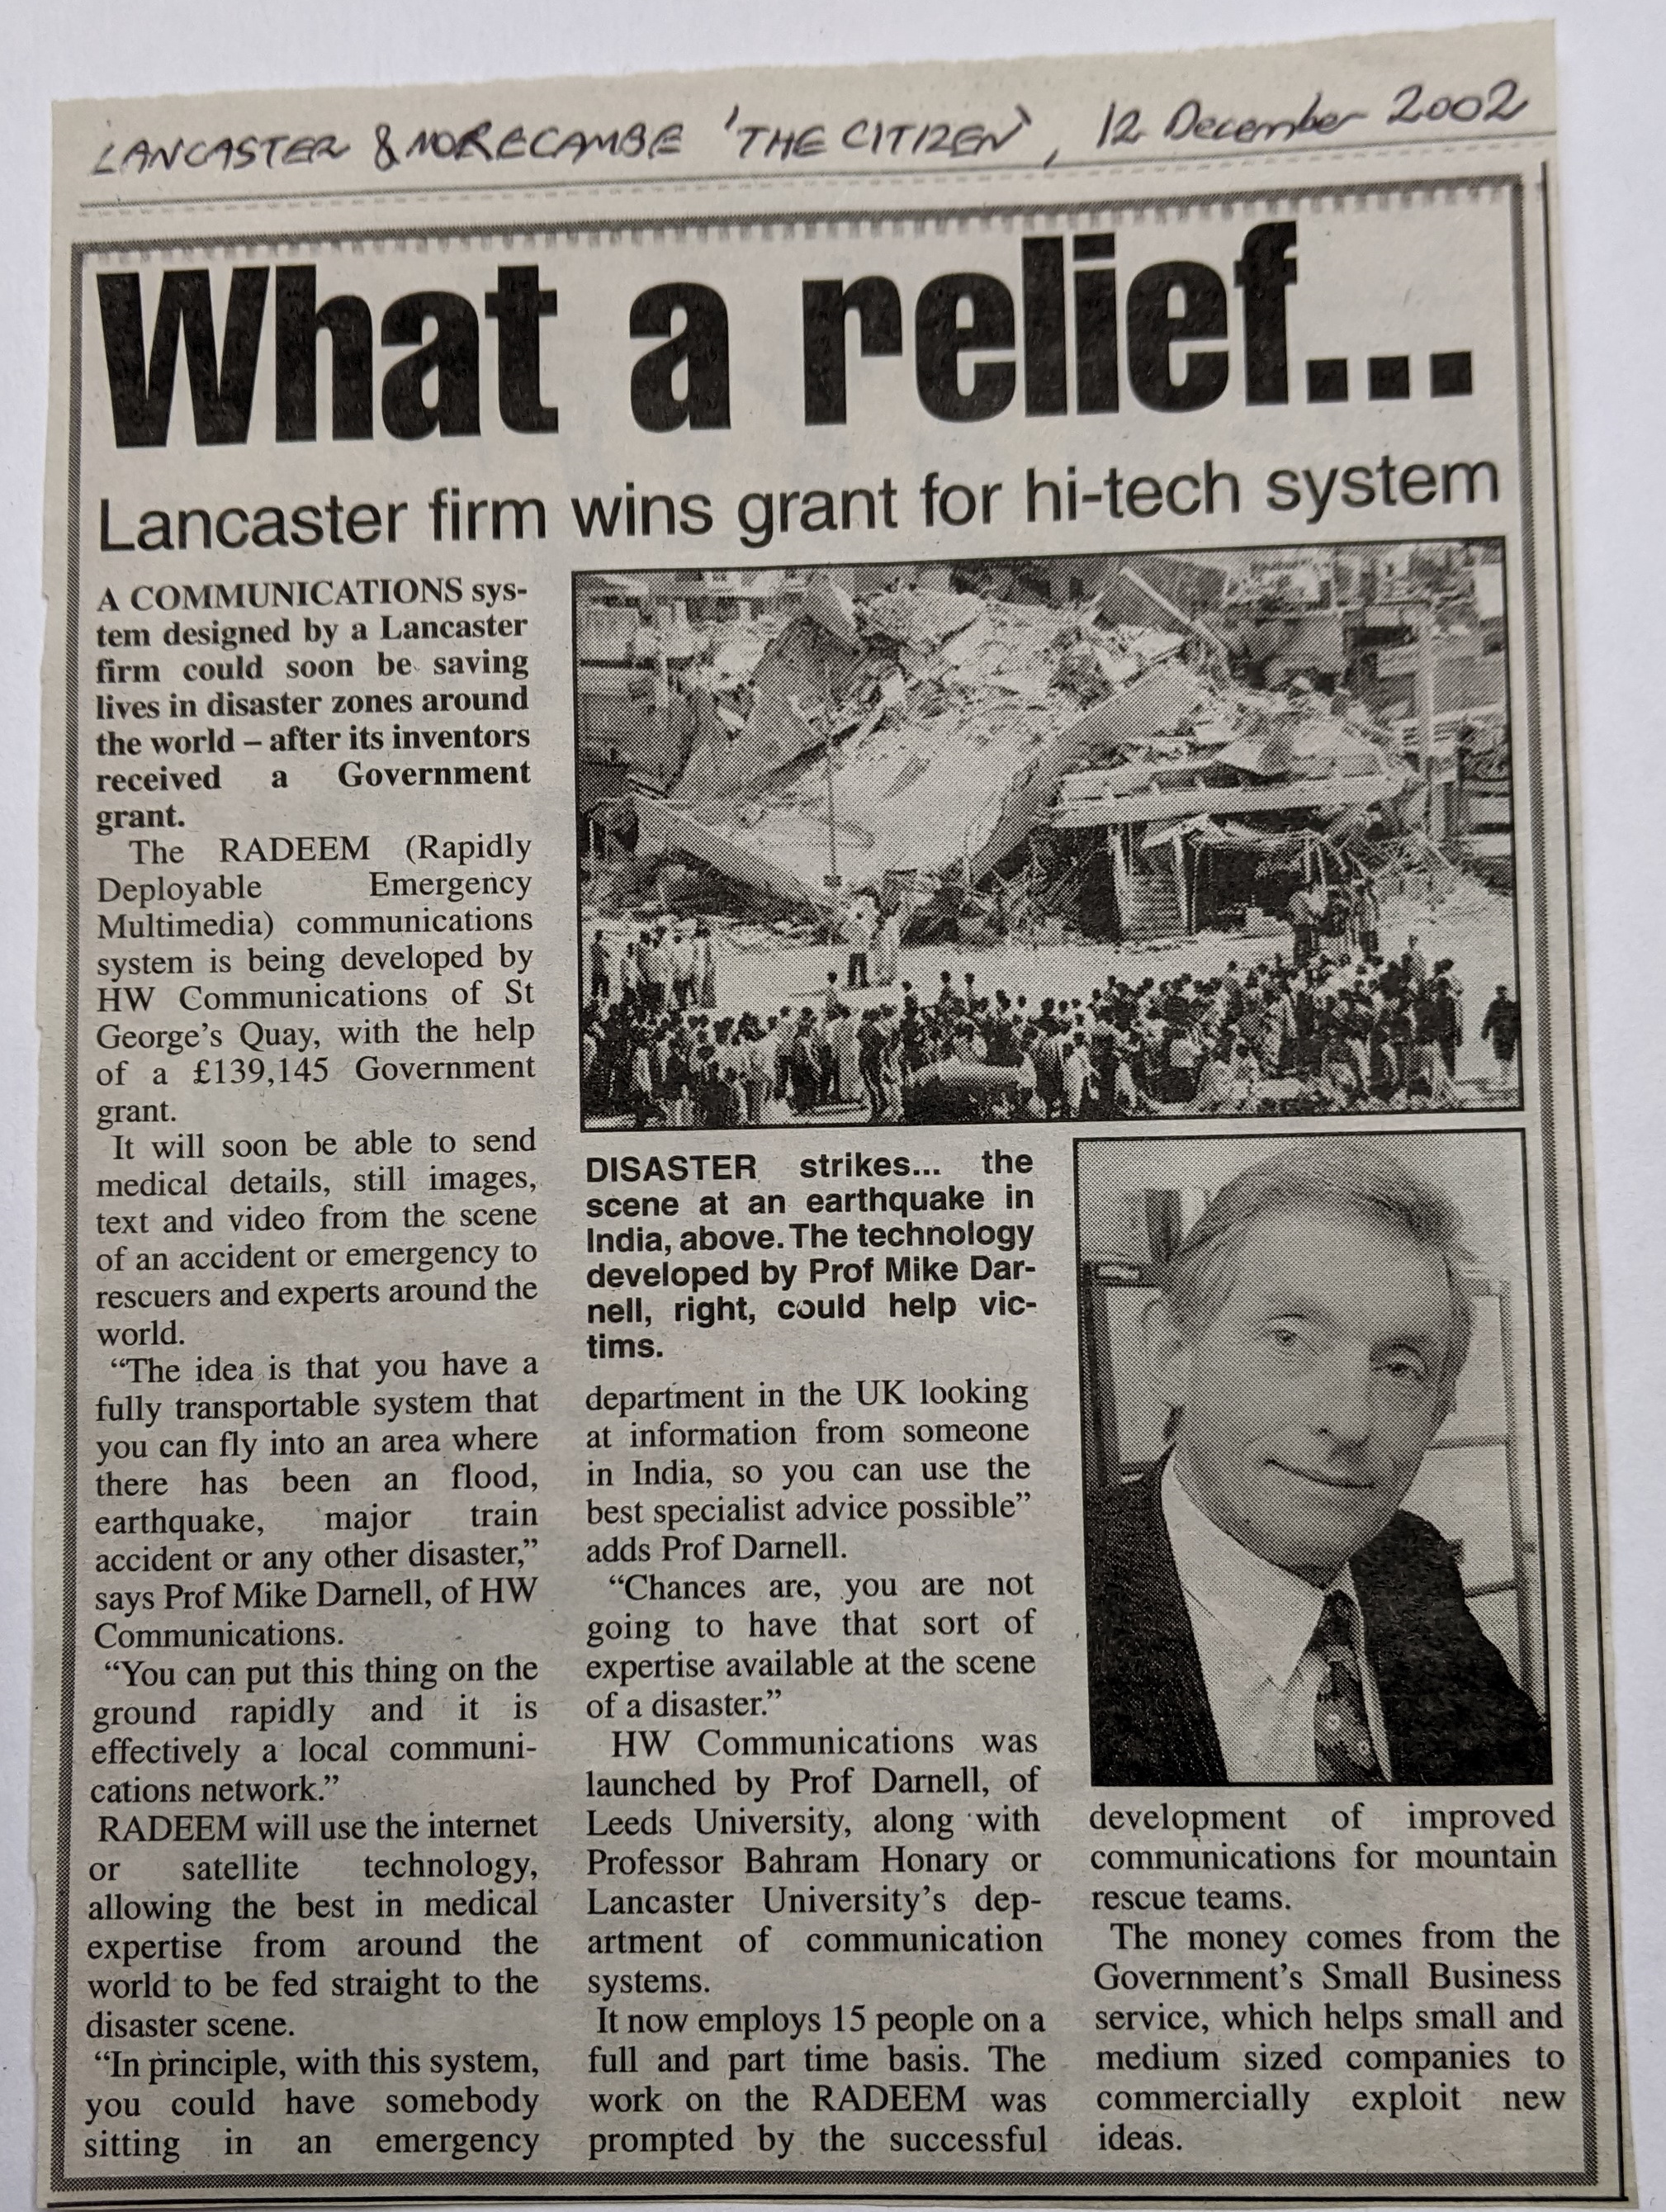 LANCASTER & MORECAMBE 'THE CITIZEN', 12 December 2002
What a relief...
Lancaster firm wins grant for hi-tech system
A COMMUNICATIONS sys-
tem designed by a Lancaster
firm could soon be saving
lives in disaster zones around
the world – after its inventors
received a Government
grant.
The RADEEM (Rapidly
Deployable Emergency
Multimedia) communications
system is being developed by
HW Communications of St
George's Quay, with the help
of a £139,145 Government
grant.
It will soon be able to send
medical details, still images,
text and video from the scene
of an accident or emergency to
rescuers and experts around the
world.
“The idea is that you have a
fully transportable system that
you can fly into an area where
there has been an flood,
earthquake, major train
accident or any other disaster,”
says Prof Mike Darnell, of HW
Communications.
“You can put this thing on the
ground rapidly and it is
effectively a local communi-
cations network.”
RADEEM will use the internet
or satellite technology,
allowing the best in medical
expertise from around the
world to be fed straight to the
disaster scene.
“In principle, with this system,
you could have somebody
sitting in an emergency
DISASTER strikes... the
scene at an earthquake in
India, above. The technology
developed by Prof Mike Dar-
nell, right, could help vic-
tims.
department in the UK looking
at information from someone
in India, so you can use the
best specialist advice possible”
adds Prof Darnell.
“Chances are, you are not
going to have that sort of
expertise available at the scene
of a disaster.”
HW Communications was
launched by Prof Darnell, of
Leeds University, along with
Professor Bahram Honary or
Lancaster University's dep-
artment of communication
systems.
It now employs 15 people on a
full and part time basis. The
work on the RADEEM was
prompted by the successful
development of improved
communications for mountain
rescue teams.
The money comes from the
Government's Small Business
service, which helps small and
medium sized companies to
commercially exploit new
ideas.